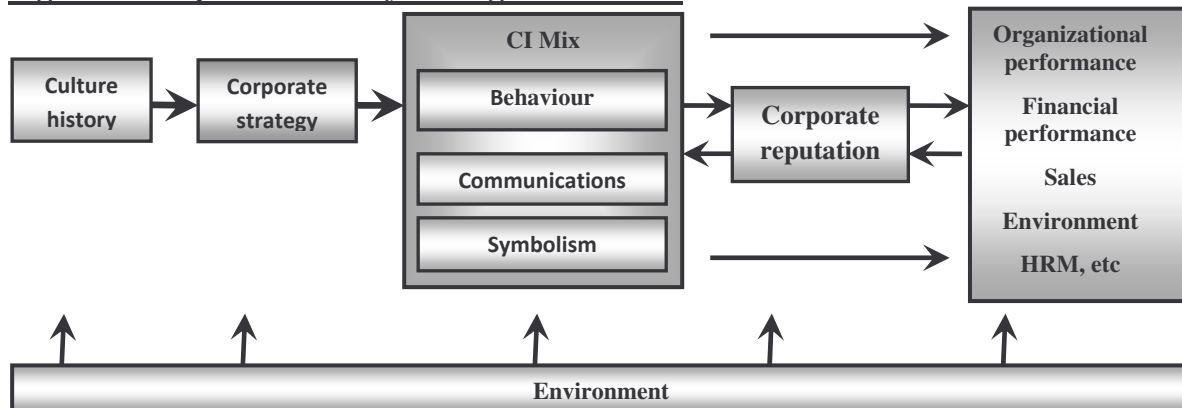 Culture
history
Corporate
strategy
CI Mix
Behaviour
Communications
Symbolism
Corporate
reputation
Organizational
performance
Financial
performance
Sales
Environment
HRM, etc
Environment